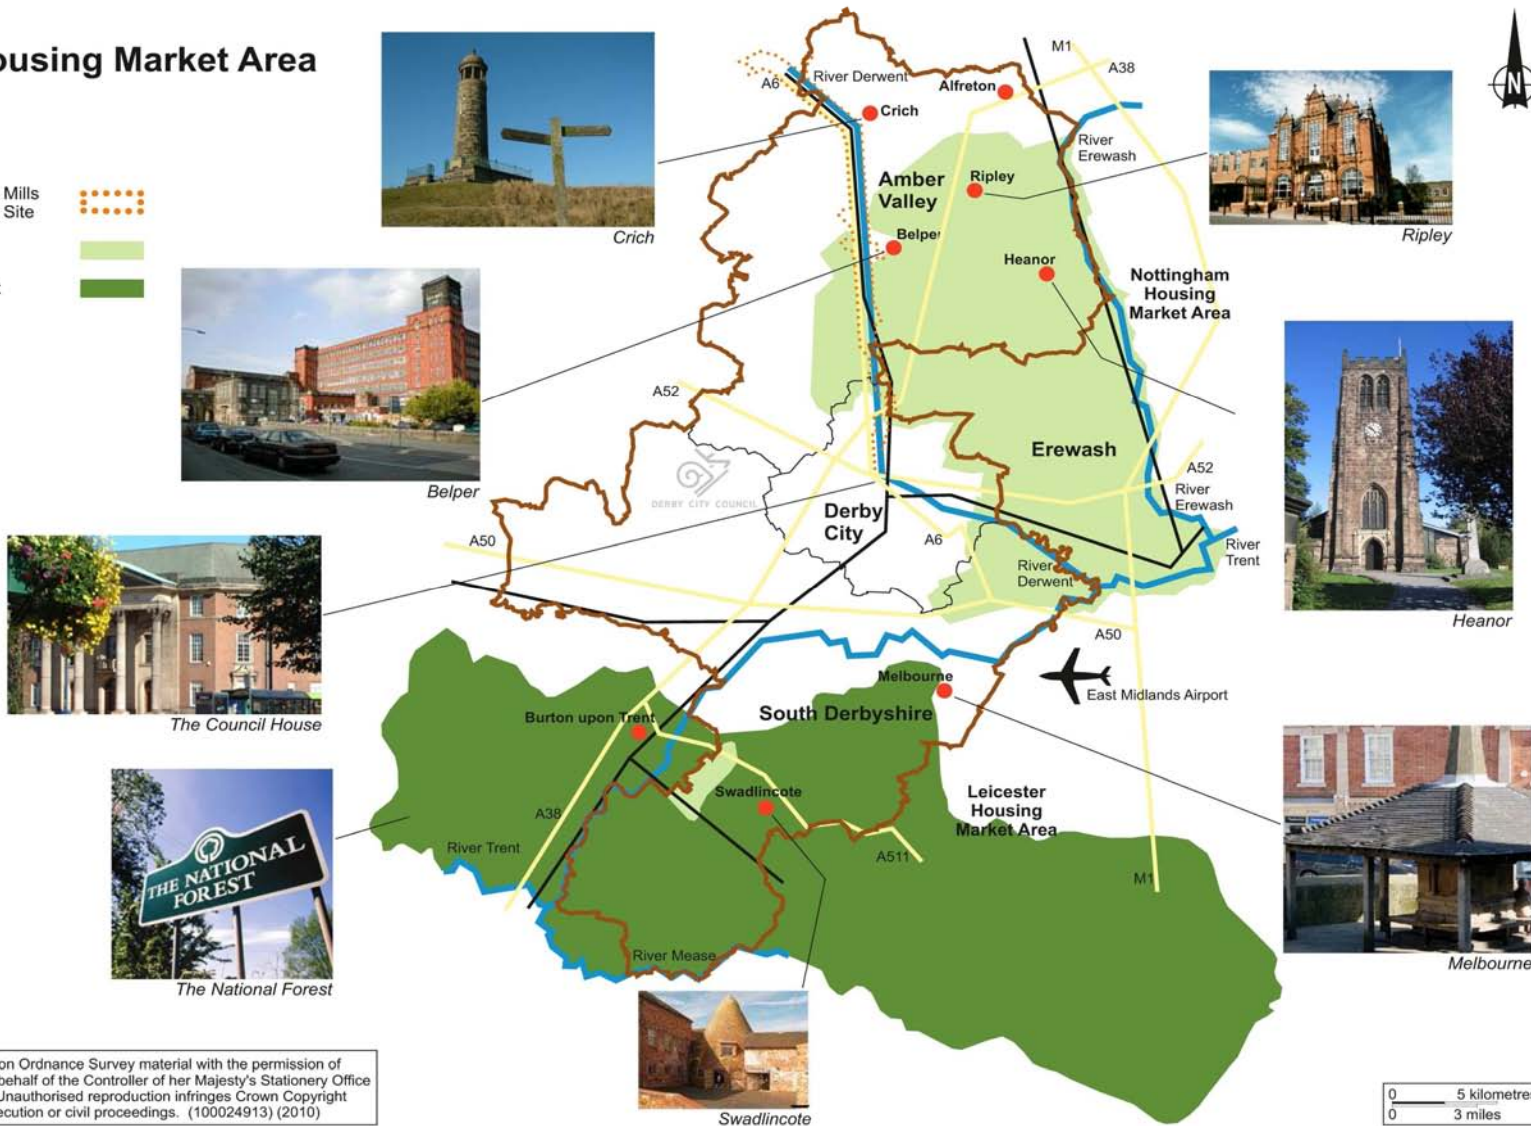 ousing Market Area
Mills
Site
Crich
Belper
The Council House
THE NATIONAL
FOREST
The National Forest
on Ordnance Survey material with the permission of
behalf of the Controller of her Majesty's Stationery Office
Unauthorised reproduction infringes Crown Copyright
ecution or civil proceedings. (100024913) (2010)
A6
River Derwent
Crich
Alfreton
M1
A38
River
Erewash
Amber
Valley
Ripley
Belper
Heanor
Nottingham
Housing
Market Area
A52
DERBY CITY COUNCIL
Erewash
A52
River
Erewash
Derby
City
A50
A6
River
Derwent
River
Trent
A50
East Midlands Airport
Melbourne
South Derbyshire
Burton upon Trent
Swadlincote
Leicester
Housing
Market Area
A38
River Trent
A511
M1
River Mease
Swadlincote
N
Ripley
Heanor
Melbourne
0 5 kilometres
0 3 miles